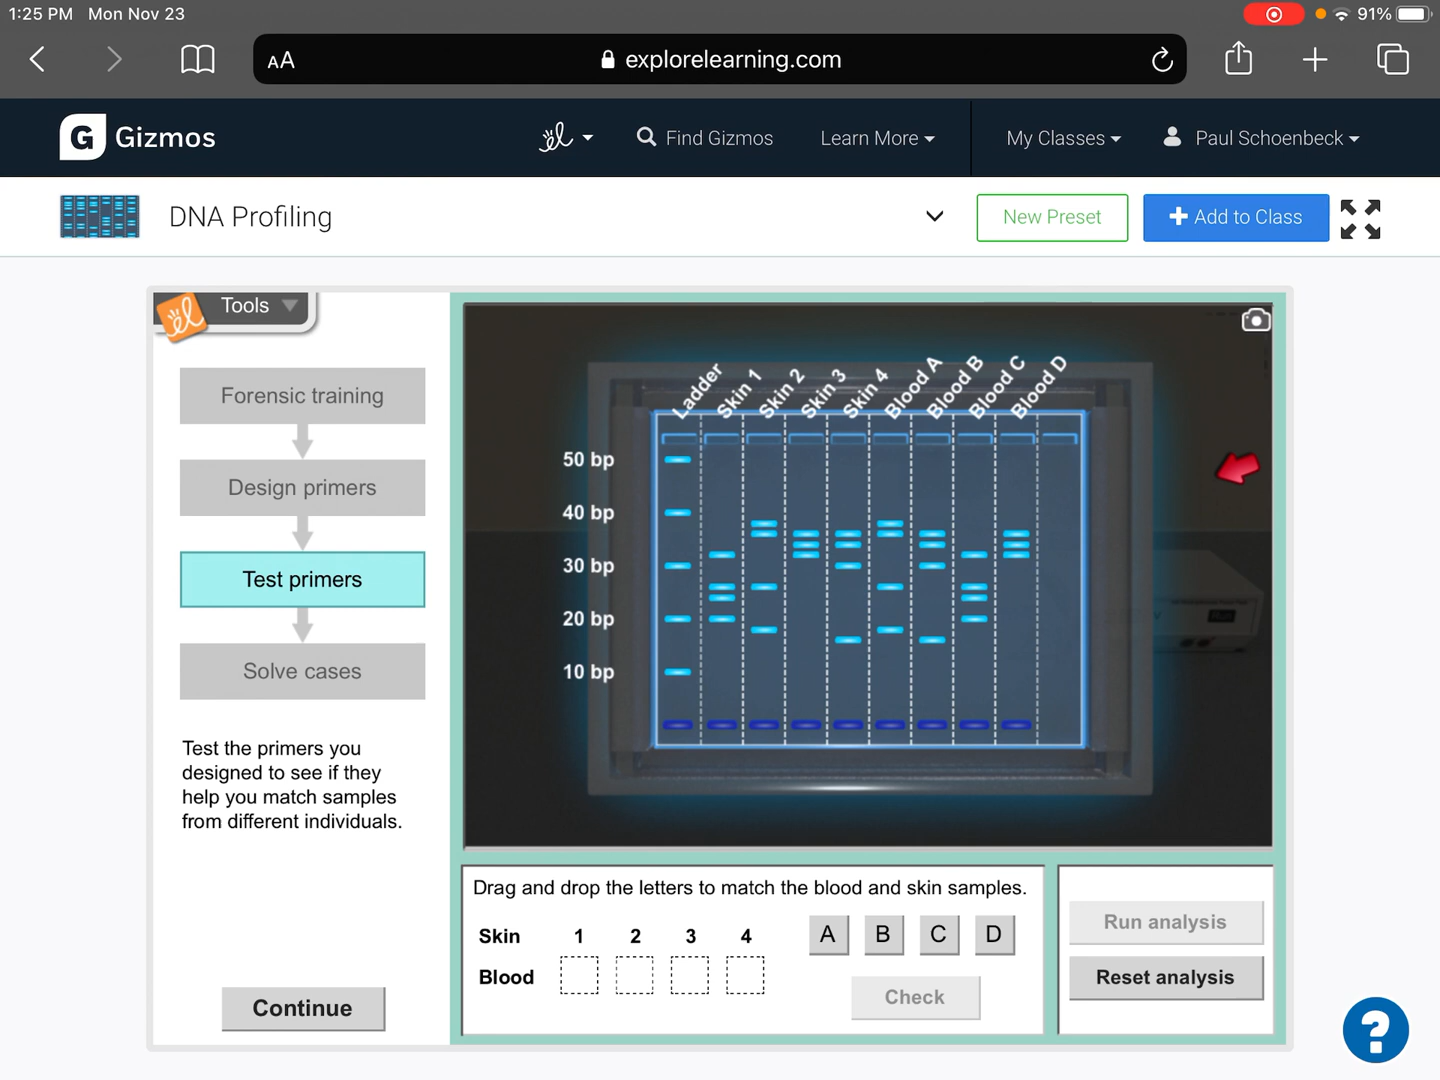 1:25 PM Mon Nov 23
91%
AA
explorelearning.com
G Gizmos
Find Gizmos
Learn More
My Classes
Paul Schoenbeck
DNA Profiling
New Preset
Add to Class
Tools
Forensic training
Design primers
Test primers
Solve cases
Test the primers you
designed to see if they
help you match samples
from different individuals.
Continue
Ladder
Skin 1
Skin 2
Skin 3
Skin 4
Blood A
Blood B
Blood C
Blood D
50 bp
40 bp
30 bp
20 bp
10 bp
Run
Drag and drop the letters to match the blood and skin samples.
Skin 1 2 3 4
Blood
A B C D
Check
Run analysis
Reset analysis
?